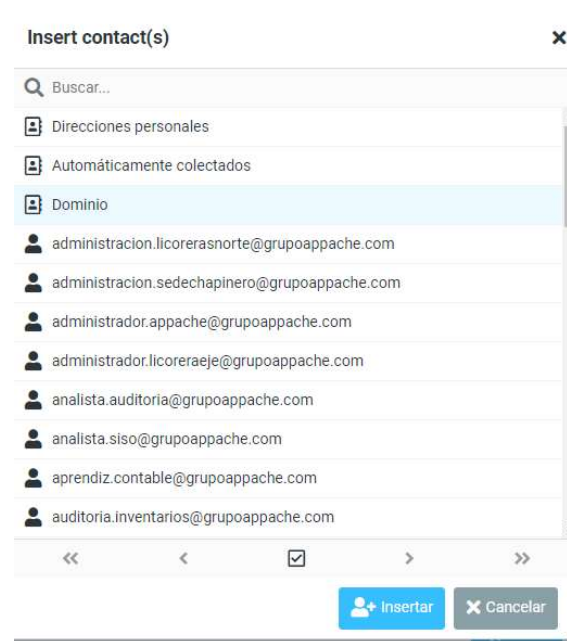 Insert contact(s)
Buscar...
Direcciones personales
Automáticamente colectados
Dominio
administracion.licorerasnorte@grupoappache.com
administracion.sedechapinero@grupoappache.com
administrador.appache@grupoappache.com
administrador.licoreraeje@grupoappache.com
analista.auditoria@grupoappache.com
analista.siso@grupoappache.com
aprendiz.contable@grupoappache.com
auditoria.inventarios@grupoappache.com
Insertar Cancelar